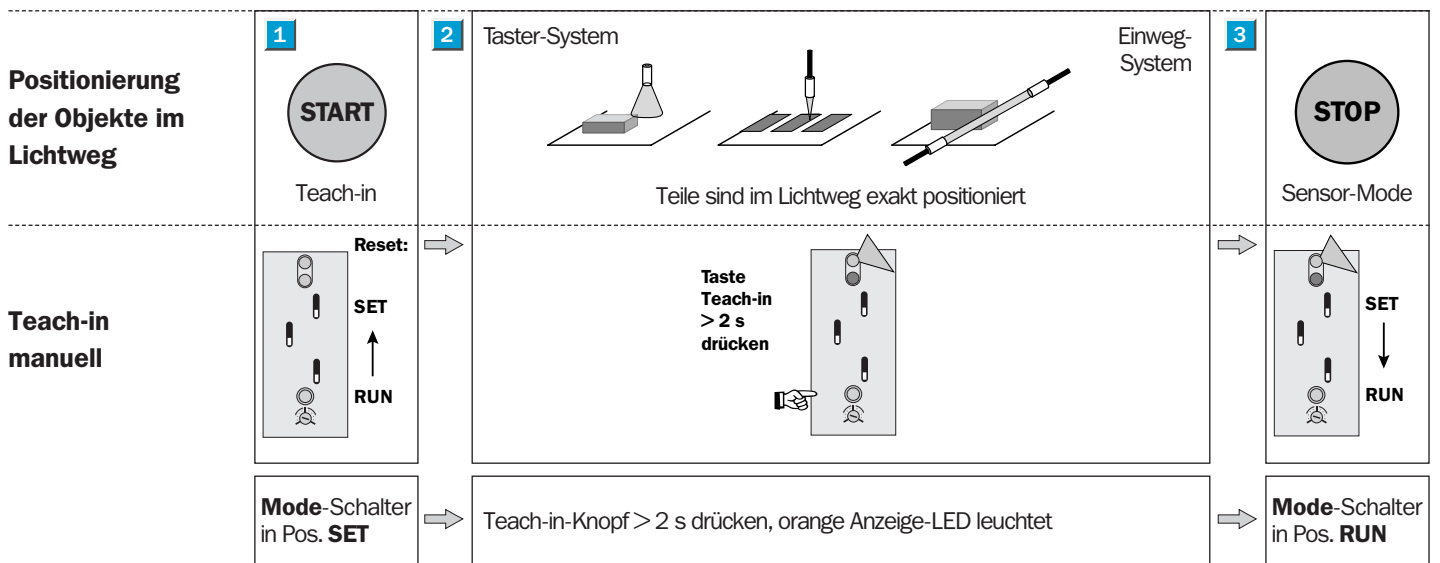 1
2
Taster-System
Einweg-
System
3
Positionierung
der Objekte im
Lichtweg
START
STOP
Teach-in
Teile sind im Lichtweg exakt positioniert
Sensor-Mode
Teach-in
manuell
Reset:
SET
RUN
Taste
Teach-in
> 2 s
drücken
SET
RUN
Mode-Schalter
in Pos. SET
Teach-in-Knopf > 2 s drücken, orange Anzeige-LED leuchtet
Mode-Schalter
in Pos. RUN